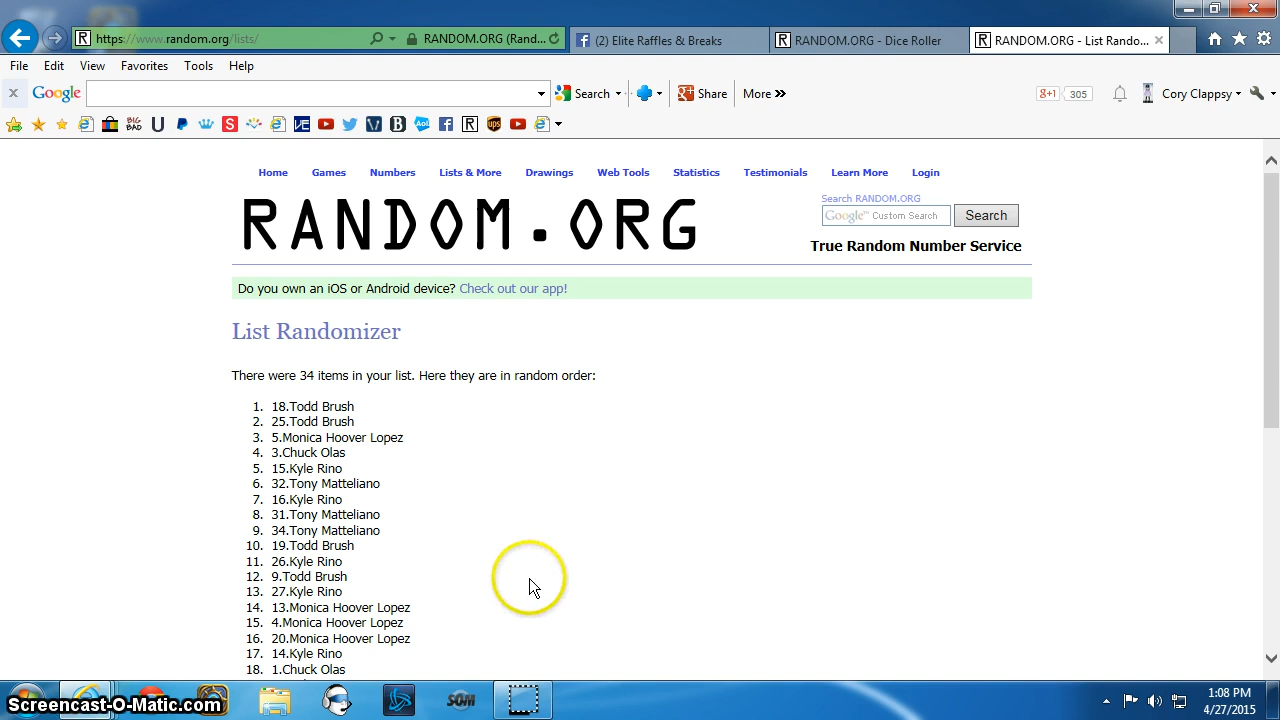 https://www.random.org/lists/
RANDOM.ORG (Rand...
(2) Elite Raffles & Breaks
RANDOM.ORG - Dice Roller
RANDOM.ORG - List Rando...
File Edit View Favorites Tools Help
Google
Search
Share
More »
305
Cory Clappsy
Home Games Numbers Lists & More Drawings Web Tools Statistics Testimonials Learn More Login
RANDOM.ORG
Search RANDOM.ORG
Google™ Custom Search
Search
True Random Number Service
Do you own an iOS or Android device? Check out our app!
List Randomizer
There were 34 items in your list. Here they are in random order:
1. 18.Todd Brush
2. 25.Todd Brush
3. 5.Monica Hoover Lopez
4. 3.Chuck Olas
5. 15.Kyle Rino
6. 32.Tony Matteliano
7. 16.Kyle Rino
8. 31.Tony Matteliano
9. 34.Tony Matteliano
10. 19.Todd Brush
11. 26.Kyle Rino
12. 9.Todd Brush
13. 27.Kyle Rino
14. 13.Monica Hoover Lopez
15. 4.Monica Hoover Lopez
16. 20.Monica Hoover Lopez
17. 14.Kyle Rino
18. 1.Chuck Olas
Screencast-O-Matic.com
SOM
1:08 PM
4/27/2015